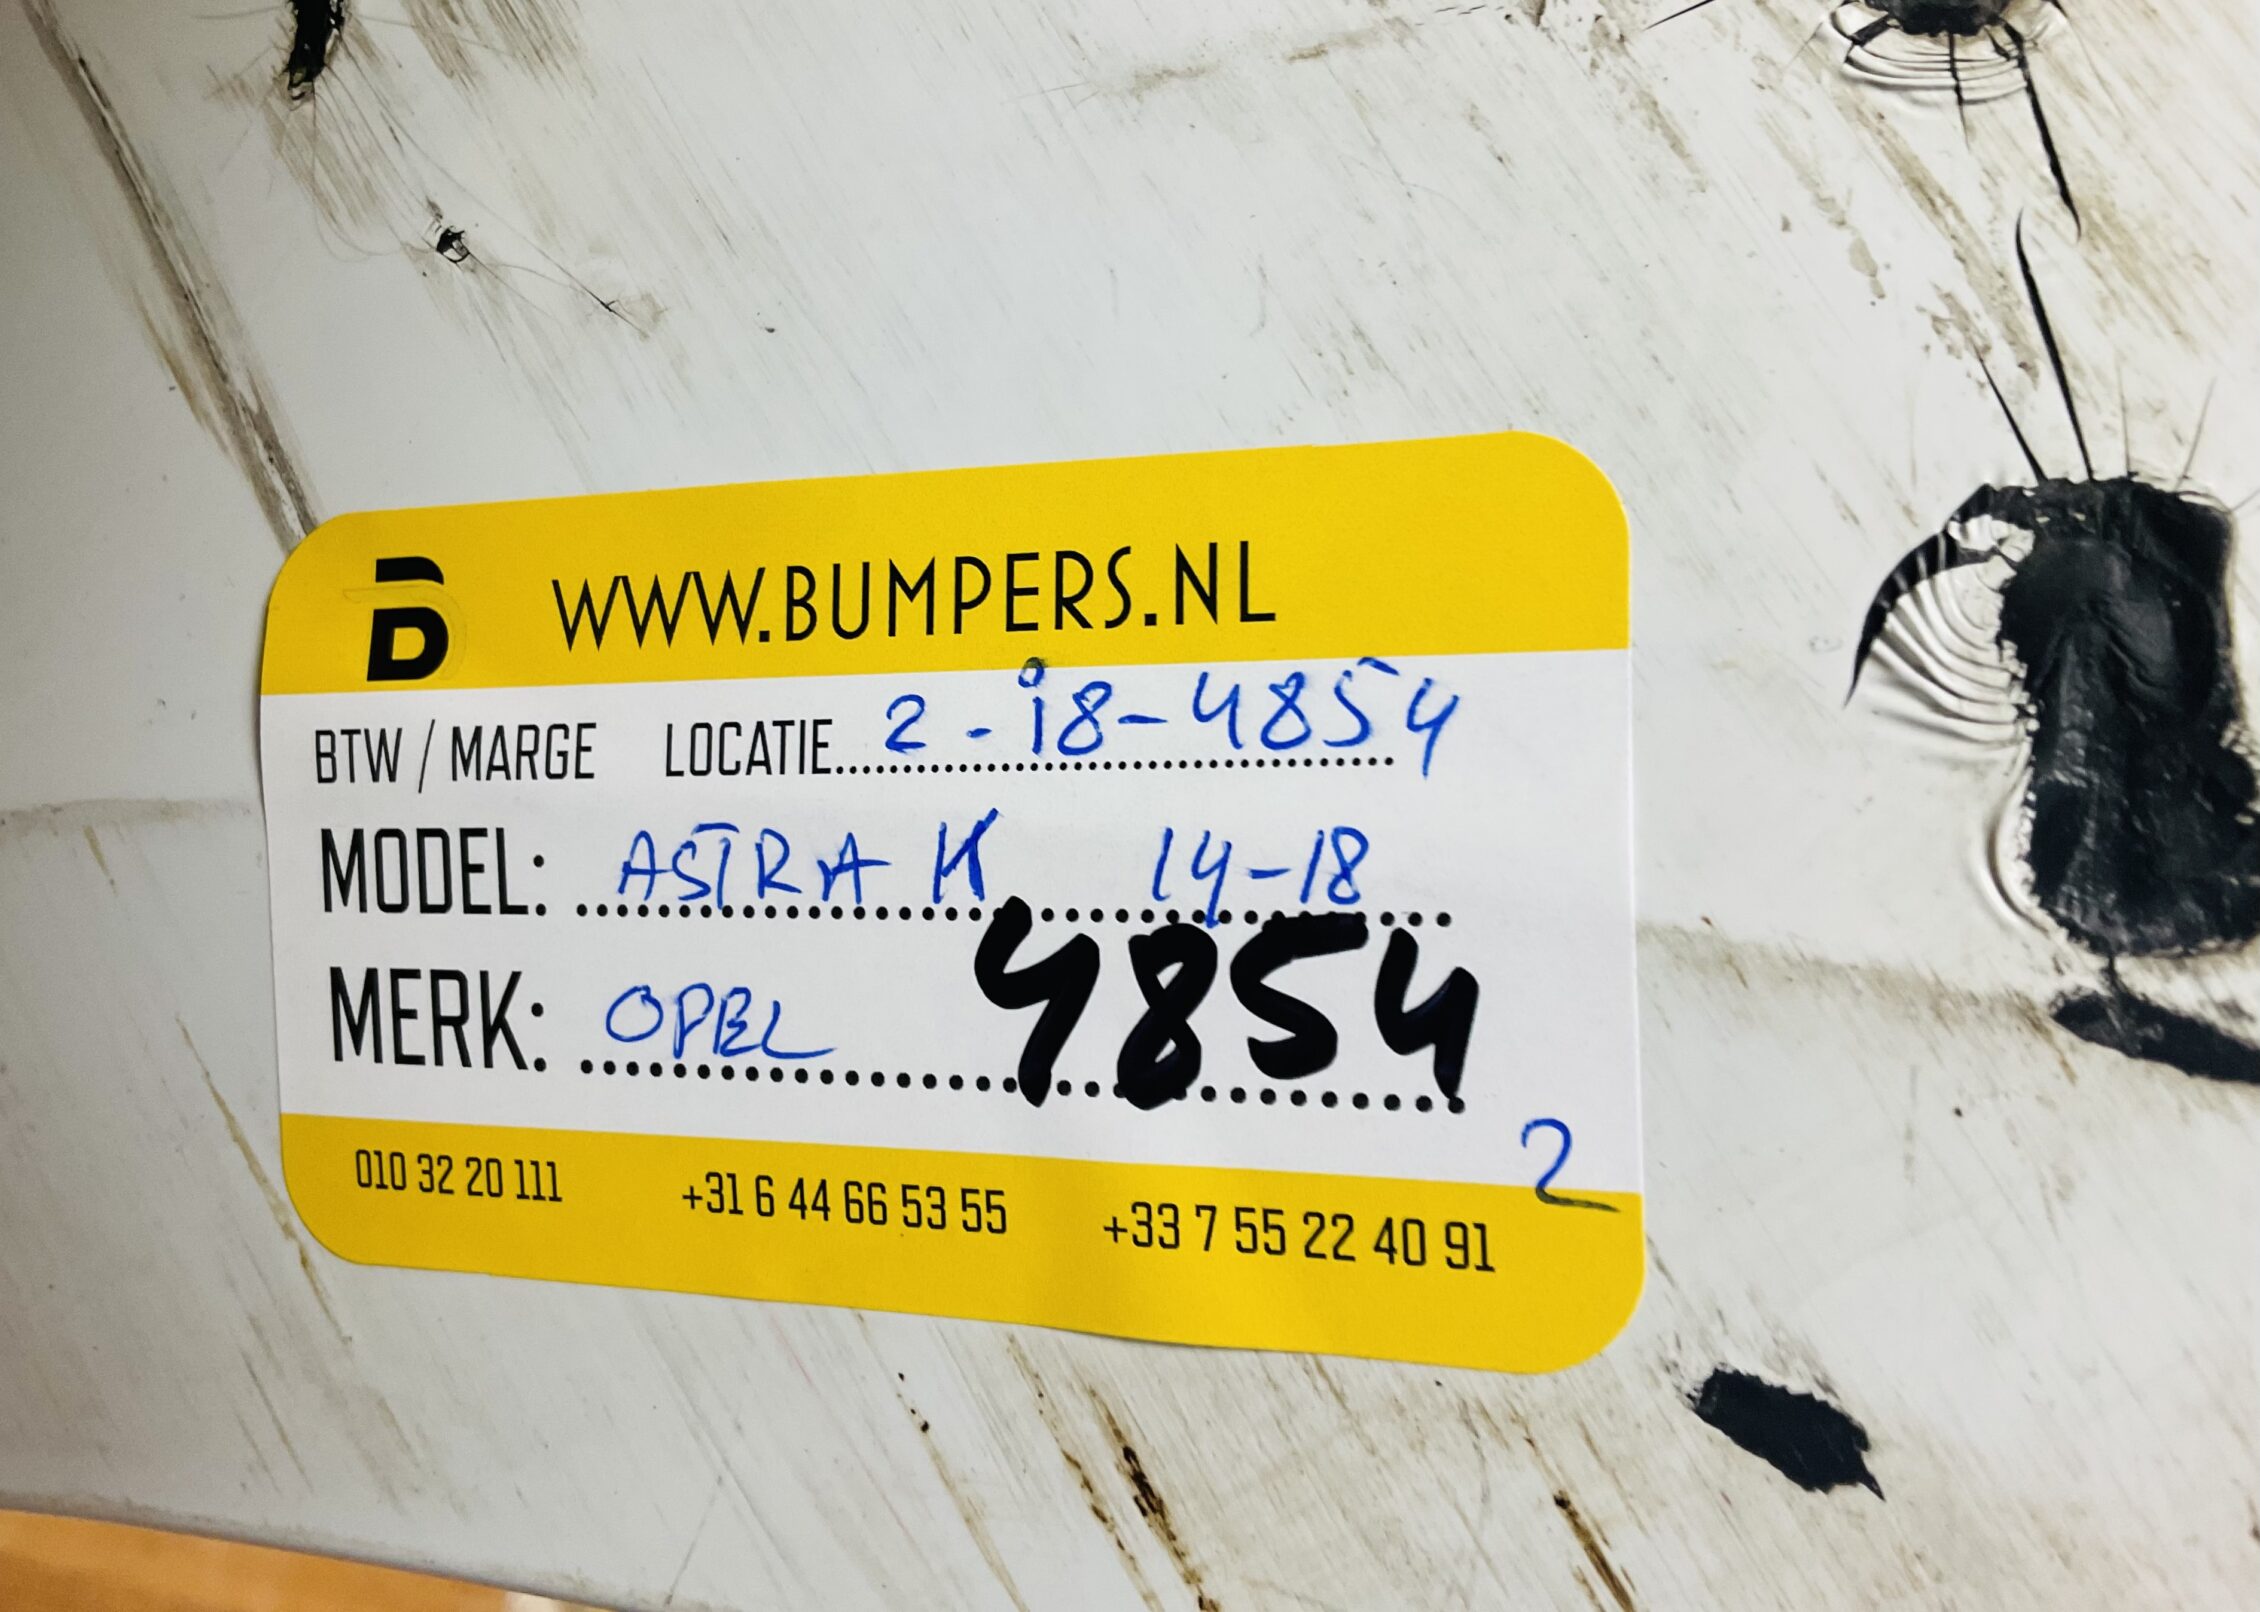 B WWW.BUMPERS.NL
BTW / MARGE LOCATIE 2-i8-4854
MODEL: ASTRA K 14-18
MERK: OPEL 4854
2
010 32 20 111 +31 6 44 66 53 55 +33 7 55 22 40 91